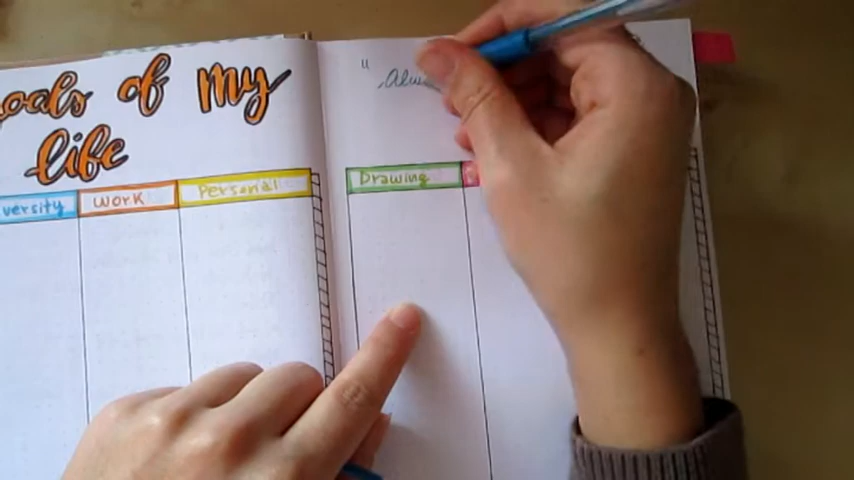 oals of My
life
versity work Personal
" Alw
Drawing